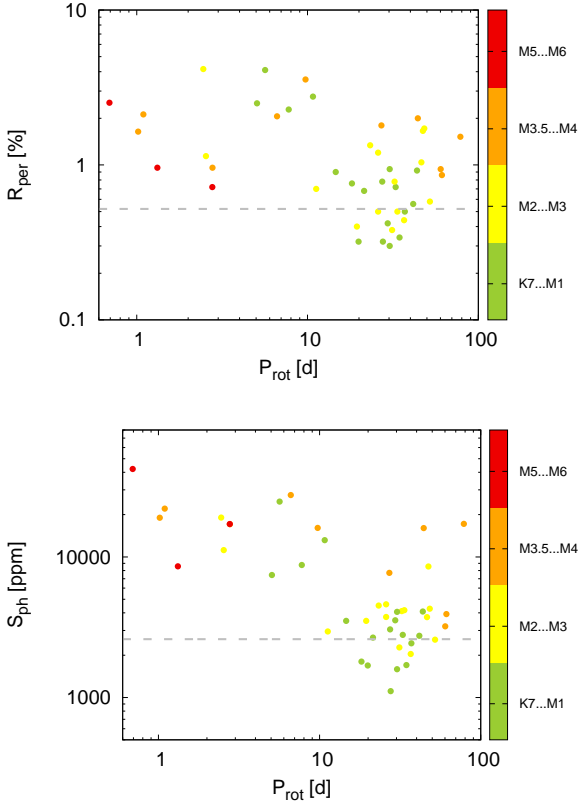 10
1
0.1
R_per [%]
1
10
100
P_rot [d]
M5...M6
M3.5...M4
M2...M3
K7...M1
10000
1000
S_ph [ppm]
1
10
100
P_rot [d]
M5...M6
M3.5...M4
M2...M3
K7...M1